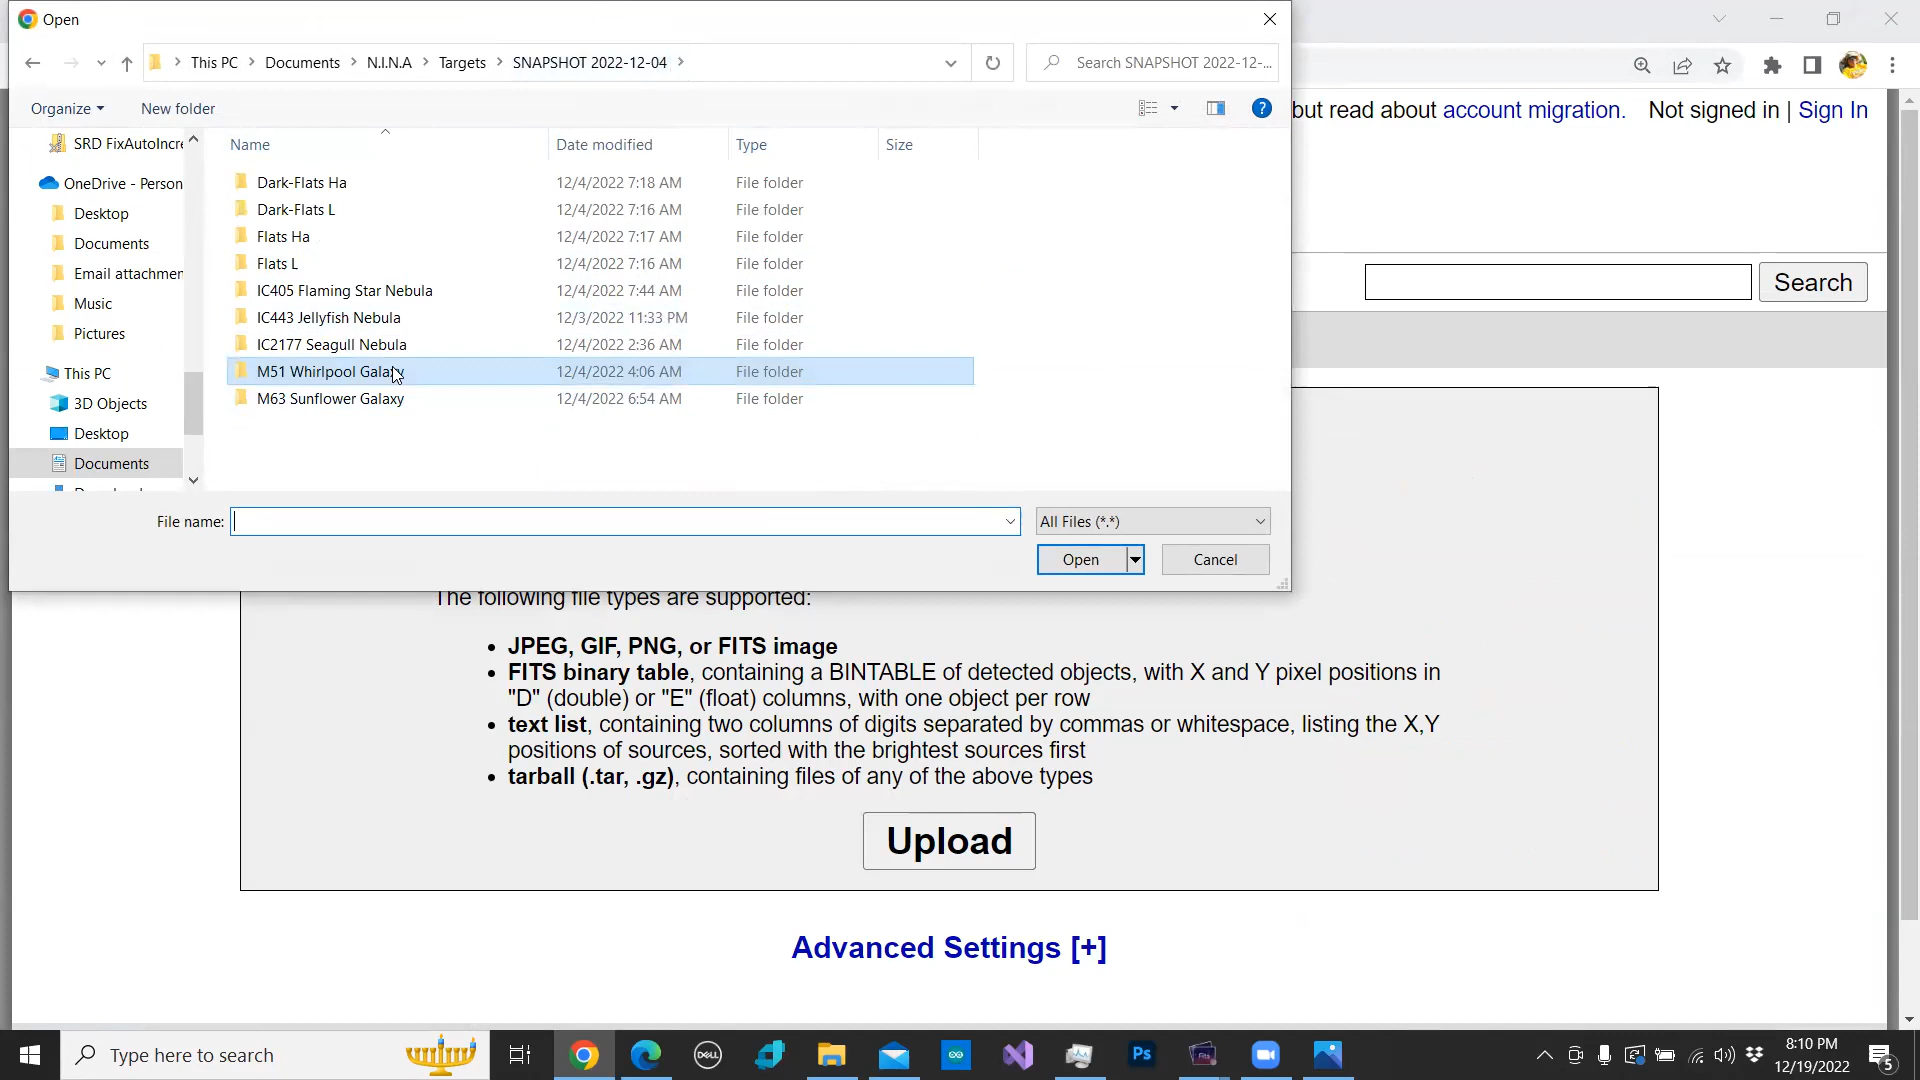 Open
This PC > Documents > N.I.N.A > Targets > SNAPSHOT 2022-12-04 >
Search SNAPSHOT 2022-12-...
Organize
New folder
but read about account migration. Not signed in | Sign In
SRD FixAutoIncre
OneDrive - Person
Desktop
Documents
Email attachmen
Music
Pictures
This PC
3D Objects
Desktop
Documents
Name Date modified Type Size
Dark-Flats Ha 12/4/2022 7:18 AM File folder
Dark-Flats L 12/4/2022 7:16 AM File folder
Flats Ha 12/4/2022 7:17 AM File folder
Flats L 12/4/2022 7:16 AM File folder
IC405 Flaming Star Nebula 12/4/2022 7:44 AM File folder
IC443 Jellyfish Nebula 12/3/2022 11:33 PM File folder
IC2177 Seagull Nebula 12/4/2022 2:36 AM File folder
M51 Whirlpool Galaxy 12/4/2022 4:06 AM File folder
M63 Sunflower Galaxy 12/4/2022 6:54 AM File folder
Search
File name:
All Files (*.*)
Open
Cancel
The following file types are supported:
• JPEG, GIF, PNG, or FITS image
• FITS binary table, containing a BINTABLE of detected objects, with X and Y pixel positions in
"D" (double) or "E" (float) columns, with one object per row
• text list, containing two columns of digits separated by commas or whitespace, listing the X,Y
positions of sources, sorted with the brightest sources first
• tarball (.tar, .gz), containing files of any of the above types
Upload
Advanced Settings [+]
Type here to search
DELL
Ps
8:10 PM
12/19/2022
5